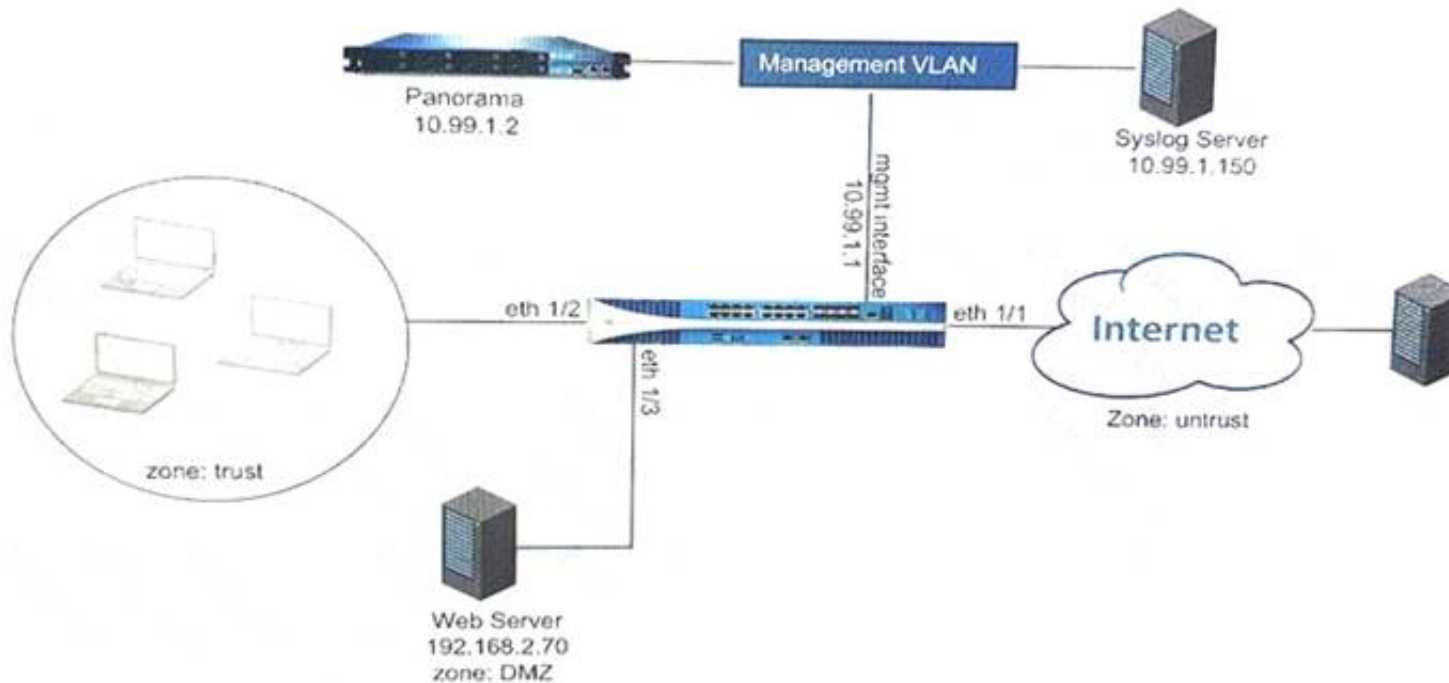 Management VLAN
Panorama
10.99.1.2
Syslog Server
10.99.1.150
mgmt interface
10.99.1.1
eth 1/2
eth 1/1
eth 1/3
Internet
Zone: untrust
zone: trust
Web Server
192.168.2.70
zone: DMZ